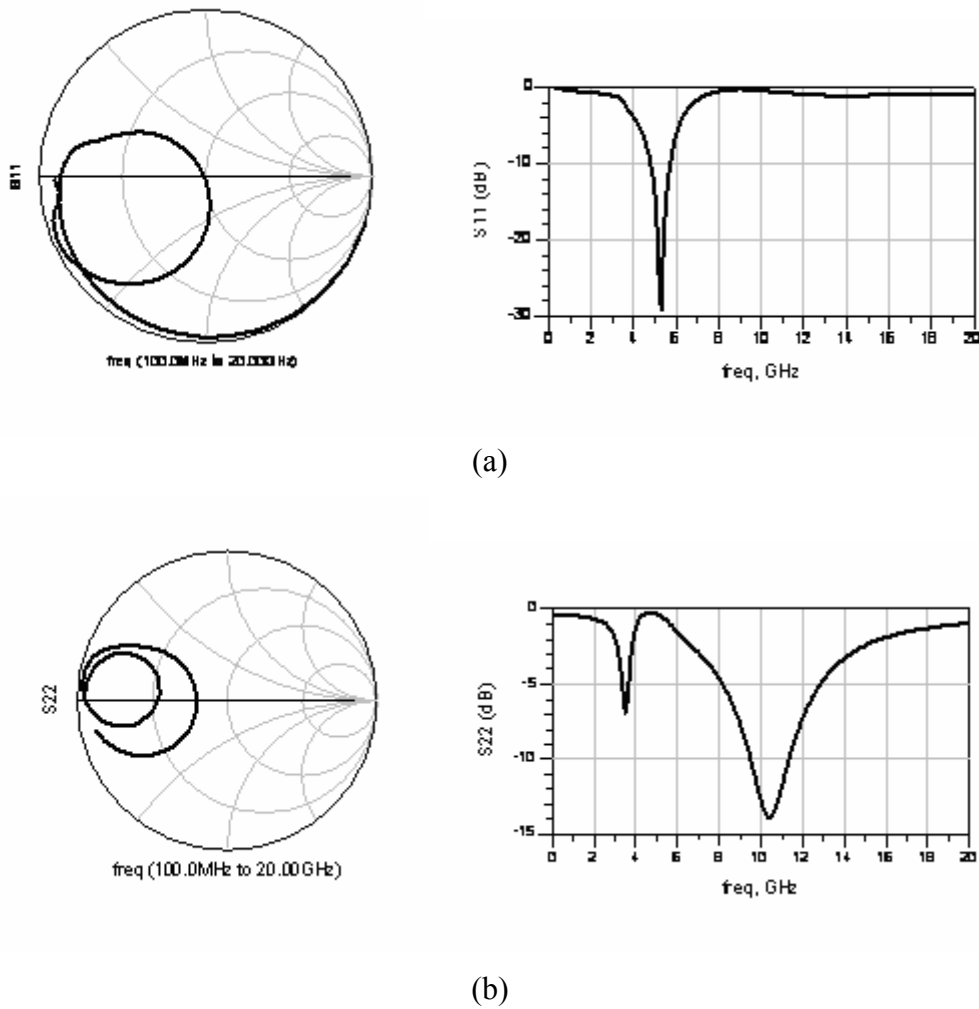 S11
freq (100.0MHz to 20.00GHz)
S11 (dB)
0
-10
-20
-30
0 2 4 6 8 10 12 14 16 18 20
freq, GHz
(a)
S22
freq (100.0MHz to 20.00GHz)
S22 (dB)
0
-5
-10
-15
0 2 4 6 8 10 12 14 16 18 20
freq, GHz
(b)